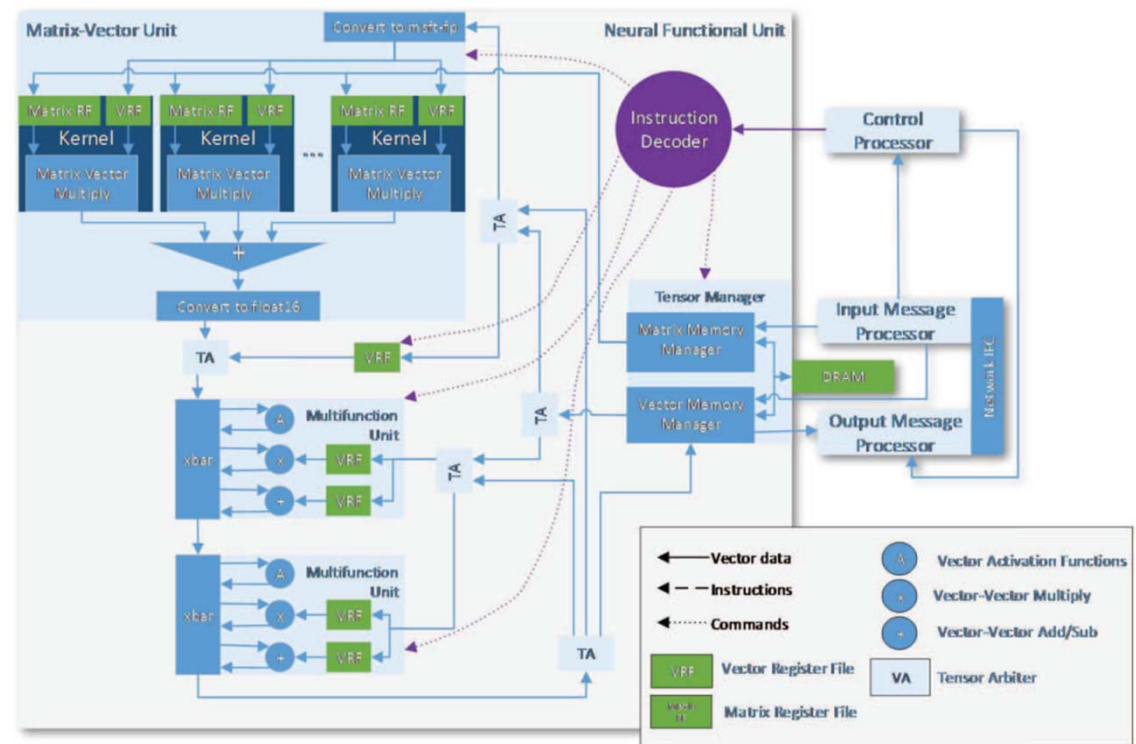 Matrix-Vector Unit
Convert to msft-fp
Neural Functional Unit
Matrix RF
VRF
Matrix RF
VRF
Matrix RF
VRF
Kernel
Kernel
Kernel
...
Matrix Vector
Multiply
Matrix Vector
Multiply
Matrix Vector
Multiply
+
Convert to float16
Instruction
Decoder
Control
Processor
TA
Tensor Manager
Matrix Memory
Manager
Vector Memory
Manager
Input Message
Processor
DRAM
Output Message
Processor
Network IFC
TA
VRF
TA
TA
xbar
A
x
+
Multifunction
Unit
VRF
VRF
xbar
A
x
+
Multifunction
Unit
VRF
VRF
TA
Vector data
Instructions
Commands
VRF
Vector Register File
Matrix
RF
Matrix Register File
A
Vector Activation Functions
x
Vector-Vector Multiply
+
Vector-Vector Add/Sub
VA
Tensor Arbiter